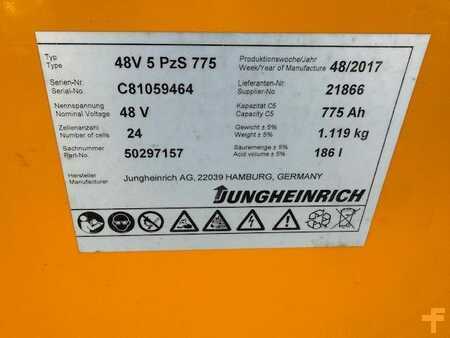 Typ 48V 5 PzS 775 Produktionswoche/Jahr 48/2017
Type Week/Year of Manufacture
Serien-Nr. C81059464 Lieferanten-Nr. 21866
Serial-No Supplier-No
Nennspannung 48 V Kapazität C5 775 Ah
Nominal Voltage Capacity C5
Zellenanzahl 24 Gewicht ± 5% 1.119 kg
Number of cells Weight ± 5%
Sachnummer 50297157 Säuremenge ± 5% 186 l
Part-No. Acid volume ± 5%
Hersteller Jungheinrich AG, 22039 HAMBURG, GERMANY
Manufacturer
JUNGHEINRICH